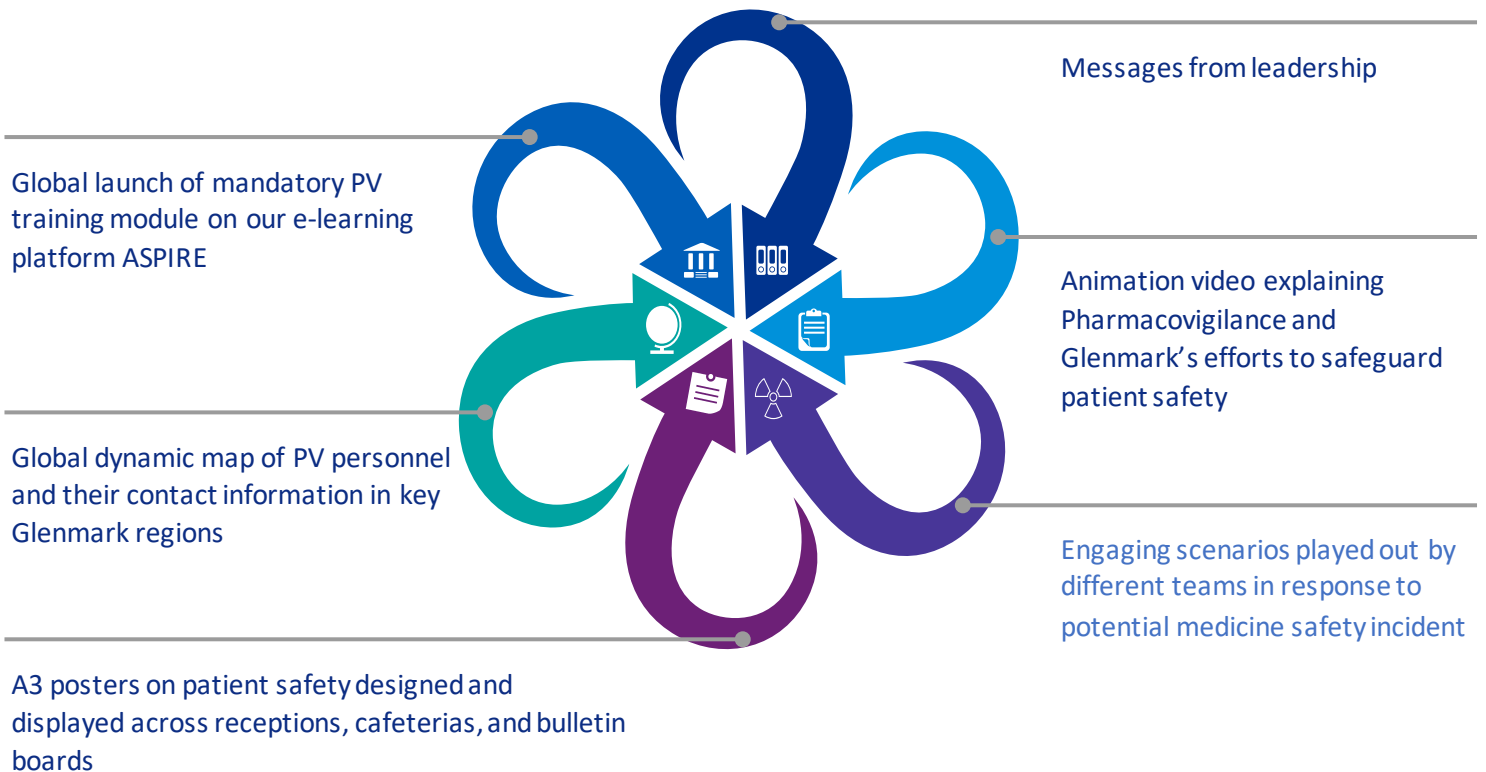 Messages from leadership
Global launch of mandatory PV
training module on our e-learning
platform ASPIRE
Animation video explaining
Pharmacovigilance and
Glenmark's efforts to safeguard
patient safety
Global dynamic map of PV personnel
and their contact information in key
Glenmark regions
Engaging scenarios played out by
different teams in response to
potential medicine safety incident
A3 posters on patient safety designed and
displayed across receptions, cafeterias, and bulletin
boards